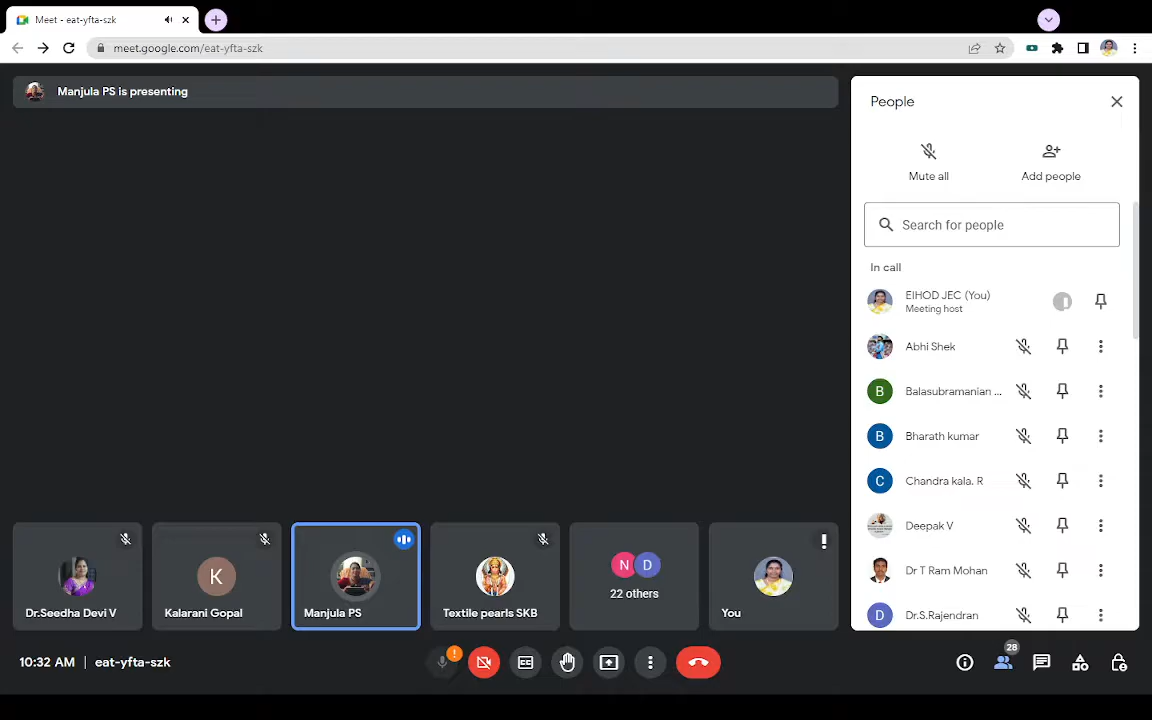 Meet - eat-yfta-szk
meet.google.com/eat-yfta-szk
Manjula PS is presenting
People
Mute all
Add people
Search for people
In call
EIHOD JEC (You)
Meeting host
Abhi Shek
B
Balasubramanian ...
B
Bharath kumar
C
Chandra kala. R
Deepak V
Dr T Ram Mohan
D
Dr.S.Rajendran
Dr.Seedha Devi V
K
Kalarani Gopal
Manjula PS
Textile pearls SKB
N D
22 others
You
10:32 AM | eat-yfta-szk
28